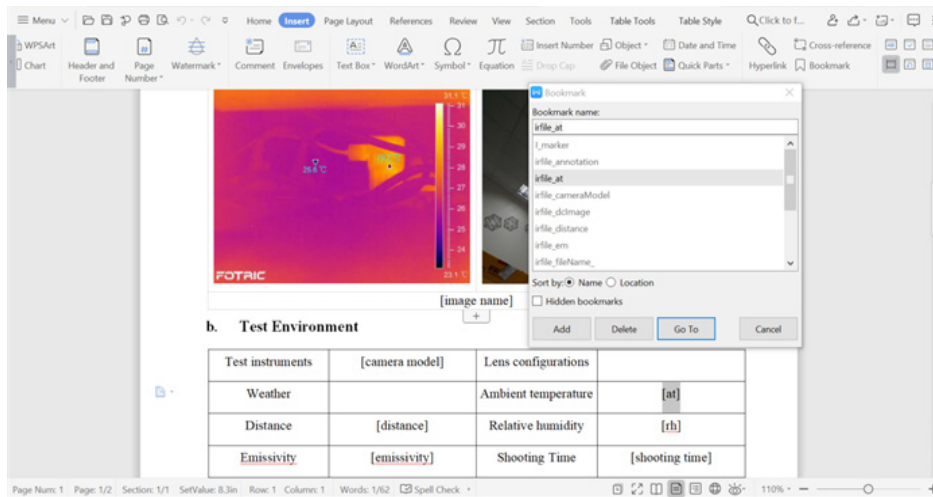 Menu
Home Insert Page Layout References Review View Section Tools Table Tools Table Style Click to f...
WPSArt
Chart
Header and Footer
Page Number
Watermark
Comment
Envelopes
Text Box
WordArt
Symbol
Equation
Insert Number
Drop Cap
Object
File Object
Date and Time
Quick Parts
Hyperlink
Cross-reference
Bookmark
31.1 ℃
31
30
29
28
27
26
25
24
23.1 ℃
FOTRIC
[image name]
Bookmark
Bookmark name:
irfile_at
I_marker
irfile_annotation
irfile_at
irfile_cameraModel
irfile_dcImage
irfile_distance
irfile_em
irfile_fileName_
Sort by: Name Location
Hidden bookmarks
Add Delete Go To Cancel
b. Test Environment
Test instruments [camera model] Lens configurations
Weather Ambient temperature [at]
Distance [distance] Relative humidity [rh]
Emissivity [emissivity] Shooting Time [shooting time]
Page Num: 1 Page: 1/2 Section: 1/1 SetValue: 8.3in Row: 1 Column: 1 Words: 1/62 Spell Check 110%